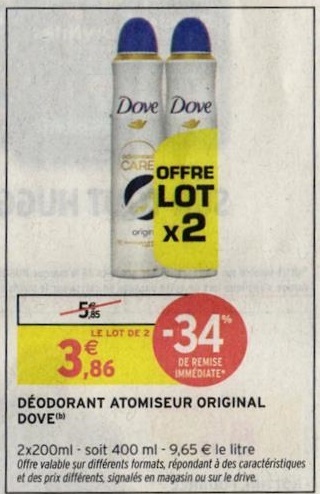 Dove Dove
CARE
OFFRE
LOT
x2
5€,85
LE LOT DE 2
3€,86
-34%
DE REMISE
IMMÉDIATE*
DÉODORANT ATOMISEUR ORIGINAL
DOVE(h)
2x200ml - soit 400 ml - 9,65 € le litre
Offre valable sur différents formats, répondant à des caractéristiques
et des prix différents, signalés en magasin ou sur le drive.